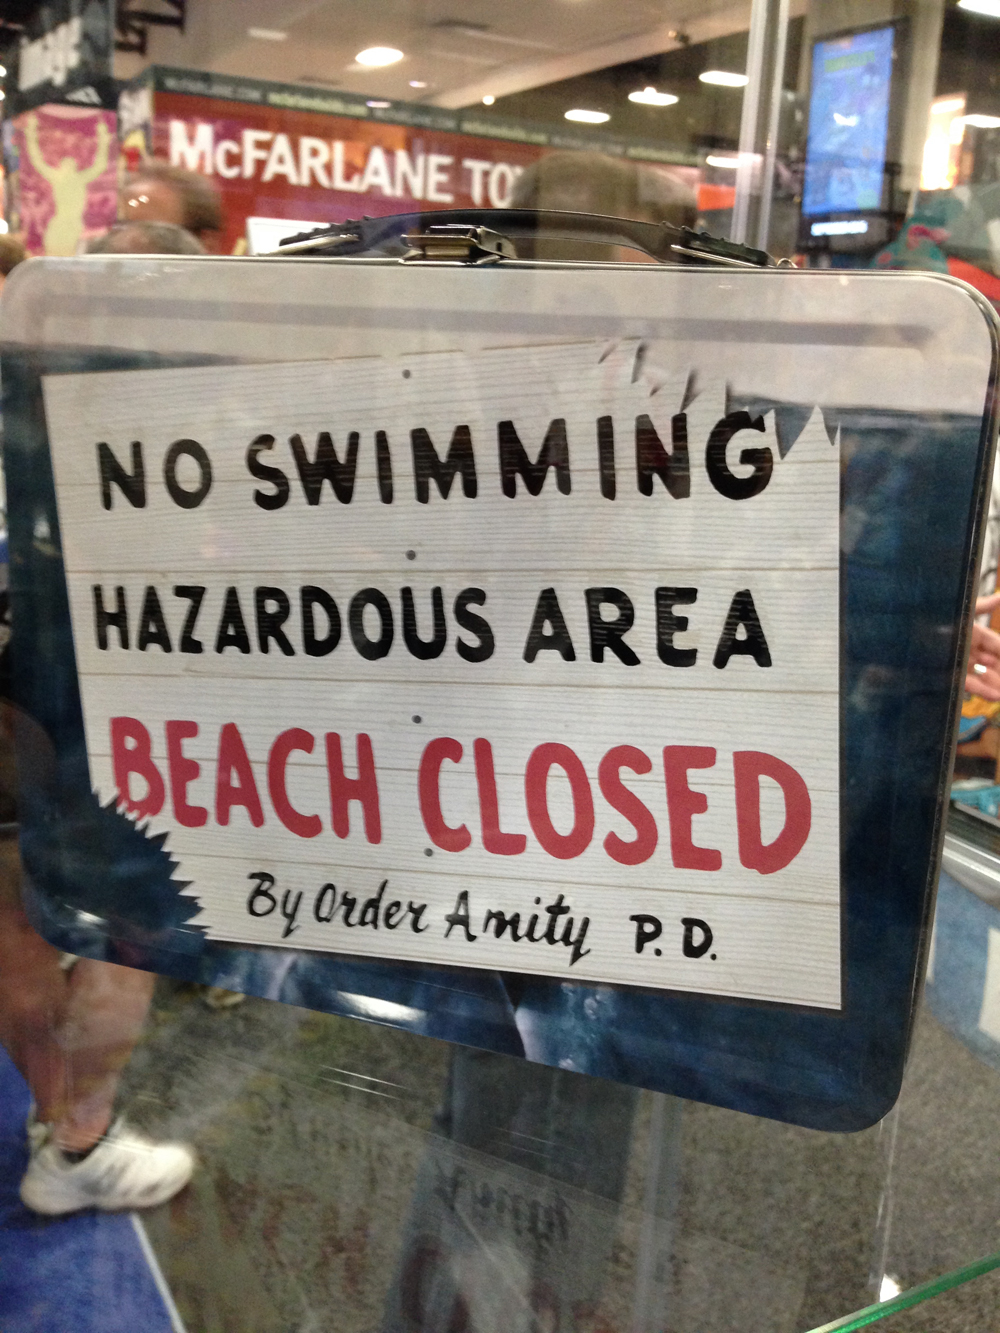 McFARLANE TO
NO SWIMMING
HAZARDOUS AREA
BEACH CLOSED
By Order Amity P.D.